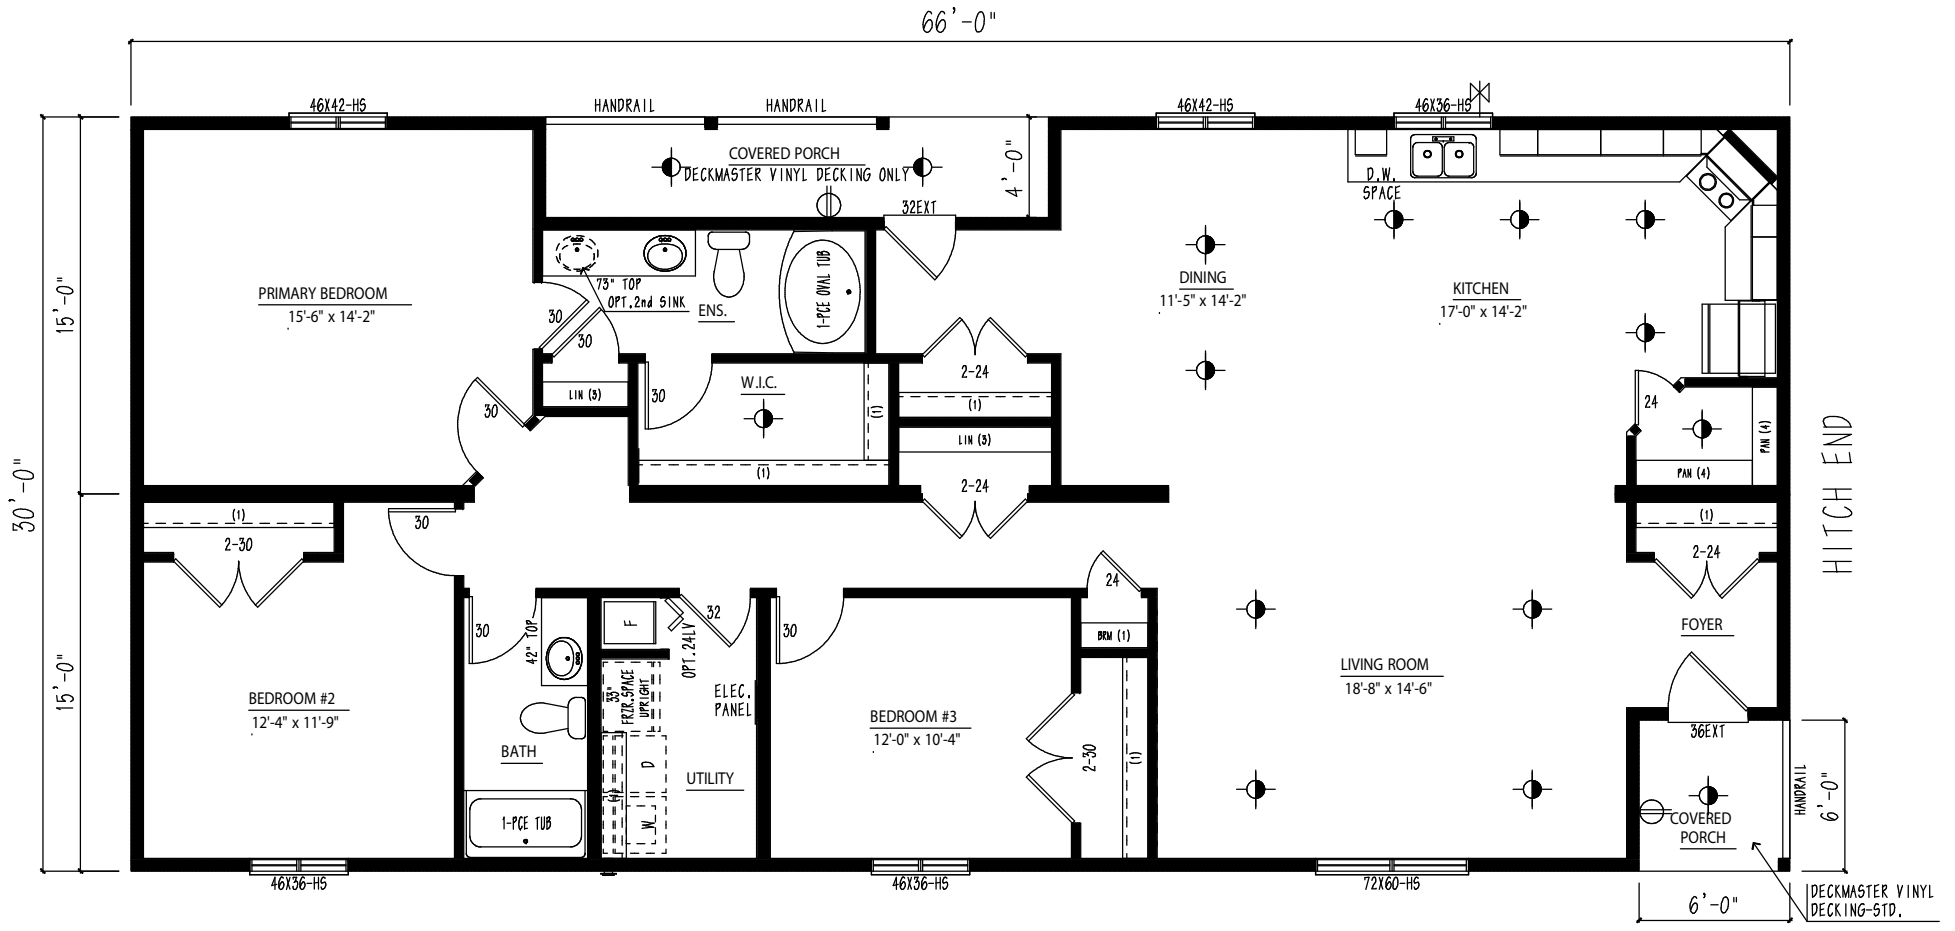 66'-0"
46X42-HS
HANDRAIL
HANDRAIL
46X42-HS
46X36-HS
COVERED PORCH
DECKMASTER VINYL DECKING ONLY
4'-0"
32EXT
D.W.
SPACE
15'-0"
PRIMARY BEDROOM
15'-6" x 14'-2"
73" TOP
OPT.2nd SINK
ENS.
1-PCE OVAL TUB
30
30
DINING
11'-5" x 14'-2"
KITCHEN
17'-0" x 14'-2"
LIN (3)
30
W.I.C.
(1)
(1)
2-24
(1)
LIN (3)
2-24
30
24
PAN (4)
PAN (4)
HITCH END
30'-0"
(1)
2-30
30
(1)
2-24
FOYER
15'-0"
BEDROOM #2
12'-4" x 11'-9"
30
42" TOP
BATH
1-PCE TUB
F
32
OPT.24LV
33"
FRZR.SPACE
UPRIGHT
ELEC.
PANEL
D
W
(1)
UTILITY
30
BEDROOM #3
12'-0" x 10'-4"
24
BRM (1)
2-30
(1)
LIVING ROOM
18'-8" x 14'-6"
36EXT
COVERED
PORCH
HANDRAIL
6'-0"
46X36-HS
46X36-HS
72X60-HS
6'-0"
DECKMASTER VINYL
DECKING-STD.